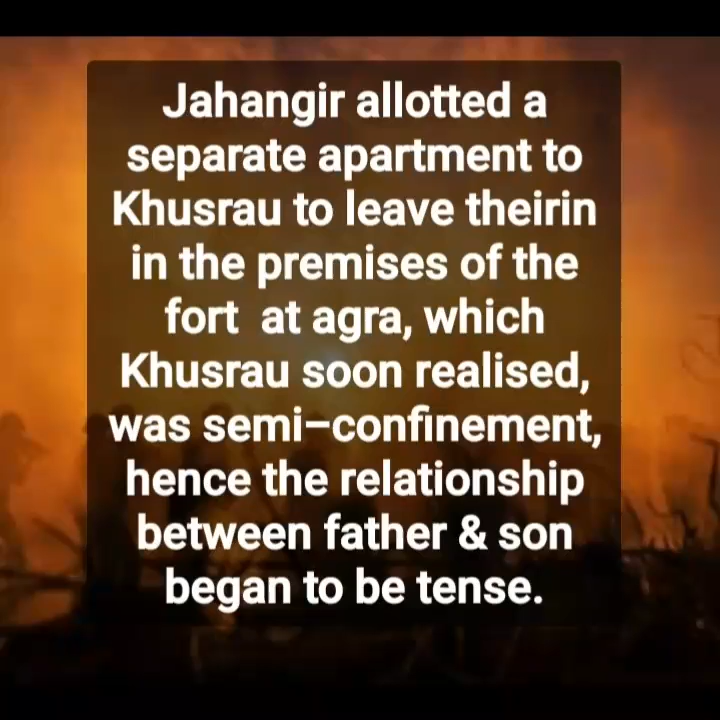 Jahangir allotted a
separate apartment to
Khusrau to leave theirin
in the premises of the
fort  at agra, which
Khusrau soon realised,
was semi–confinement,
hence the relationship
between father & son
began to be tense.